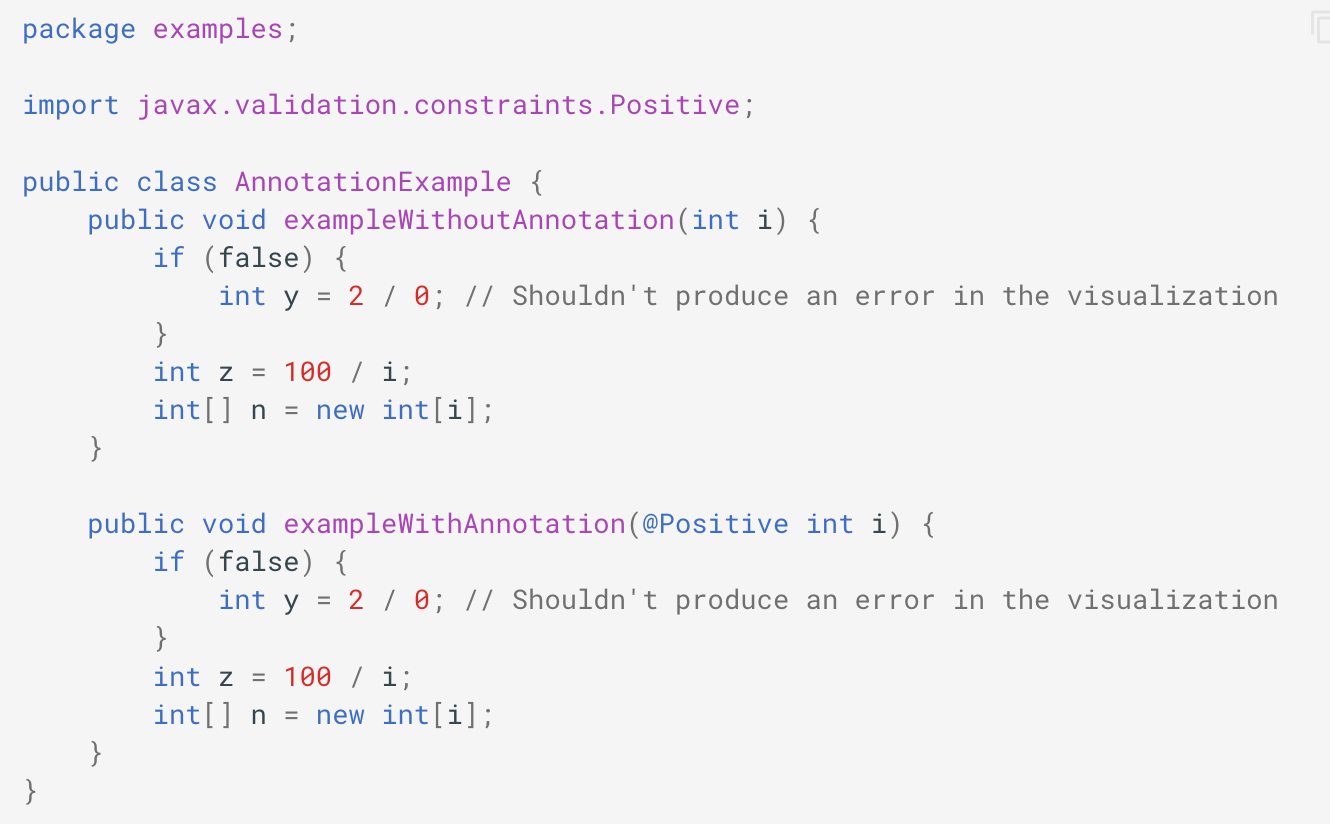 package examples;

import javax.validation.constraints.Positive;

public class AnnotationExample {
    public void exampleWithoutAnnotation(int i) {
        if (false) {
            int y = 2 / 0; // Shouldn't produce an error in the visualization
        }
        int z = 100 / i;
        int[] n = new int[i];
    }

    public void exampleWithAnnotation(@Positive int i) {
        if (false) {
            int y = 2 / 0; // Shouldn't produce an error in the visualization
        }
        int z = 100 / i;
        int[] n = new int[i];
    }
}